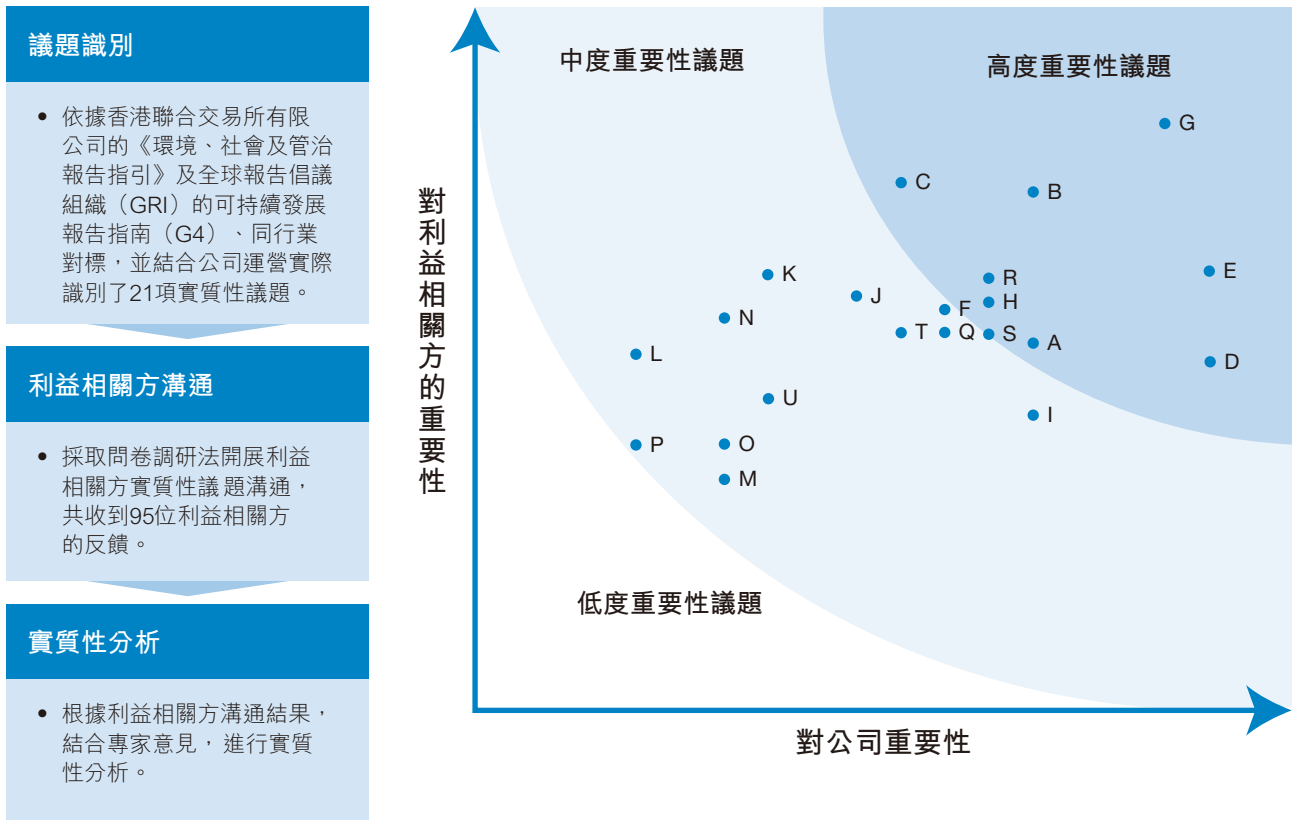 議題識別
• 依據香港聯合交易所有限
公司的《環境、社會及管治
報告指引》及全球報告倡議
組織（GRI）的可持續發展
報告指南（G4）、同行業
對標，並結合公司運營實際
識別了21項實質性議題。
利益相關方溝通
• 採取問卷調研法開展利益
相關方實質性議題溝通，
共收到95位利益相關方
的反饋。
實質性分析
• 根據利益相關方溝通結果，
結合專家意見，進行實質
性分析。
對利益相關方的重要性
中度重要性議題
高度重要性議題
G
C
B
K
R
E
J
H
N
F
T
Q
S
A
L
D
U
I
P
O
M
低度重要性議題
對公司重要性